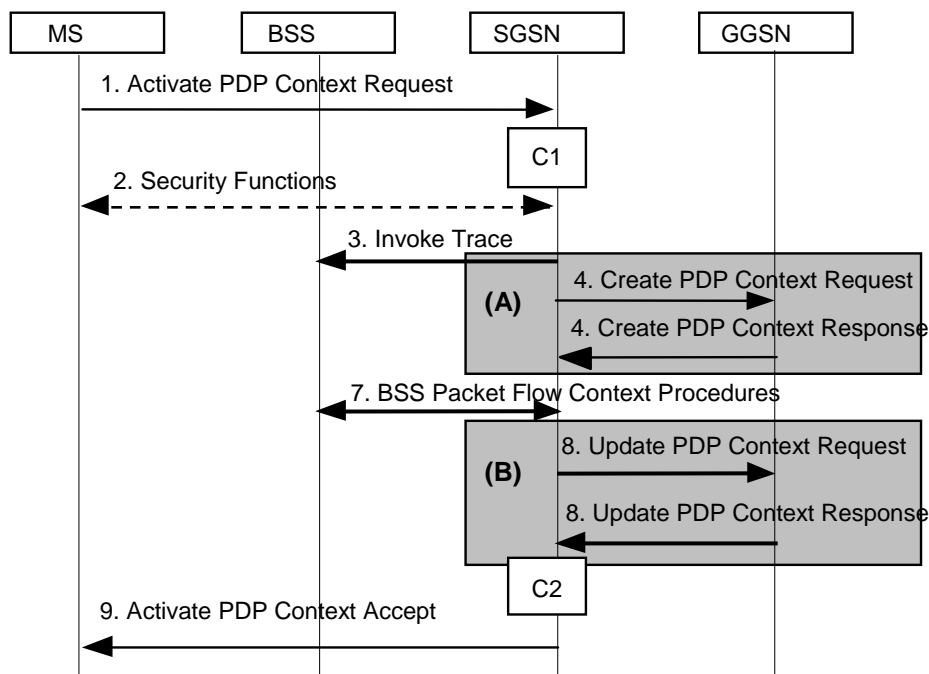 MS
BSS
SGSN
GGSN
1. Activate PDP Context Request
C1
2. Security Functions
3. Invoke Trace
4. Create PDP Context Request
(A)
4. Create PDP Context Response
7. BSS Packet Flow Context Procedures
8. Update PDP Context Request
(B)
8. Update PDP Context Response
C2
9. Activate PDP Context Accept